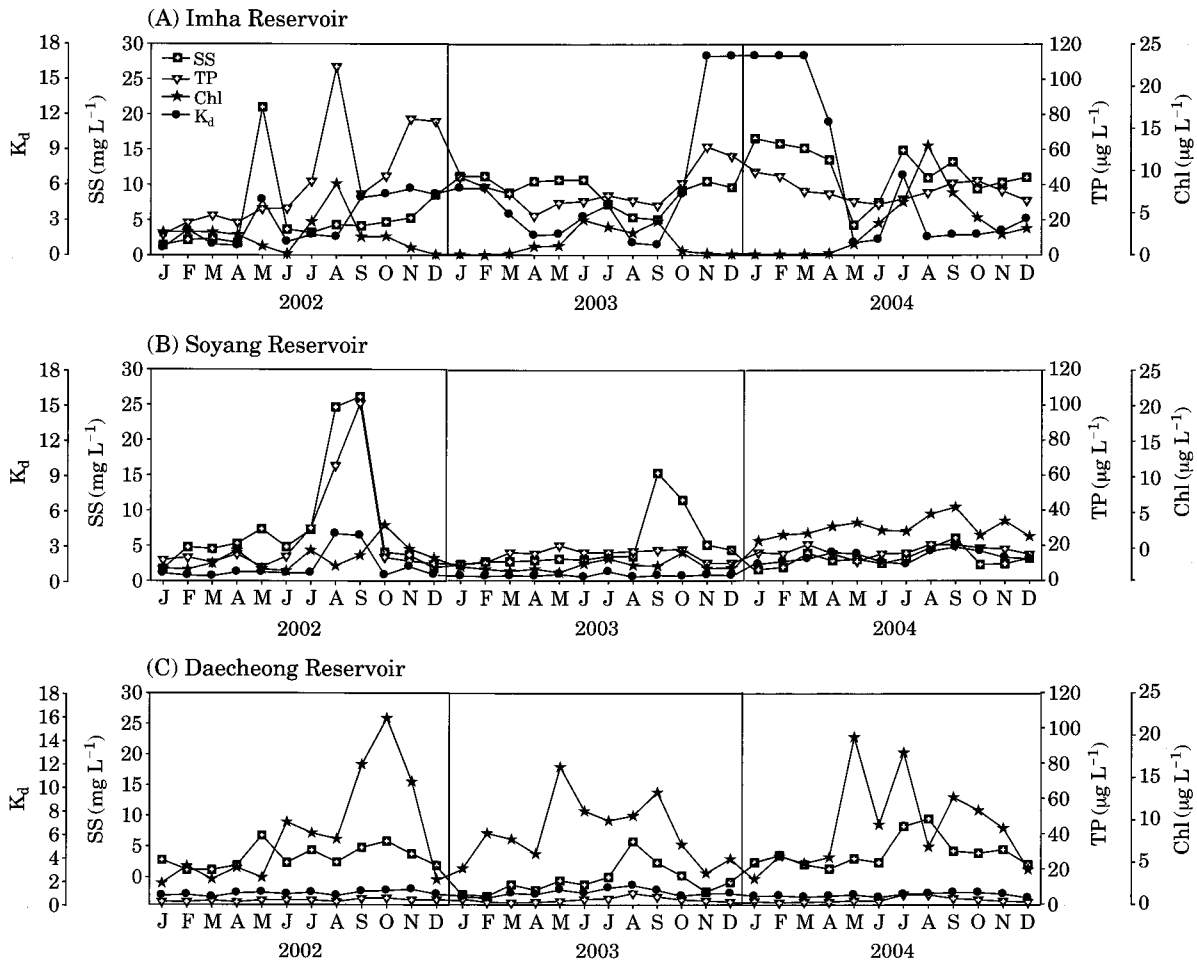 (A) Imha Reservoir
18 30 120 25
SS
TP
Chl
Kd
15 25 100 20
12 20 80 15
9 15 60
6 10 40 10
3 5 20 5
0 0 0 0
Kd SS (mg L−1) TP (μg L−1) Chl (μg L−1)
J F M A M J J A S O N D J F M A M J J A S O N D J F M A M J J A S O N D
2002 2003 2004
(B) Soyang Reservoir
18 30 120 25
15 25 100 20
12 20 80 15
9 15 60 10
6 10 40 5
3 5 20 0
0 0 0
Kd SS (mg L−1) TP (μg L−1) Chl (μg L−1)
J F M A M J J A S O N D J F M A M J J A S O N D J F M A M J J A S O N D
2002 2003 2004
(C) Daecheong Reservoir
18 30 120 25
16 25 100 20
14 20 80 15
12 15 60 10
10 10 40 5
8 5 20 0
6 0 0
4
2
0
Kd SS (mg L−1) TP (μg L−1) Chl (μg L−1)
J F M A M J J A S O N D J F M A M J J A S O N D J F M A M J J A S O N D
2002 2003 2004